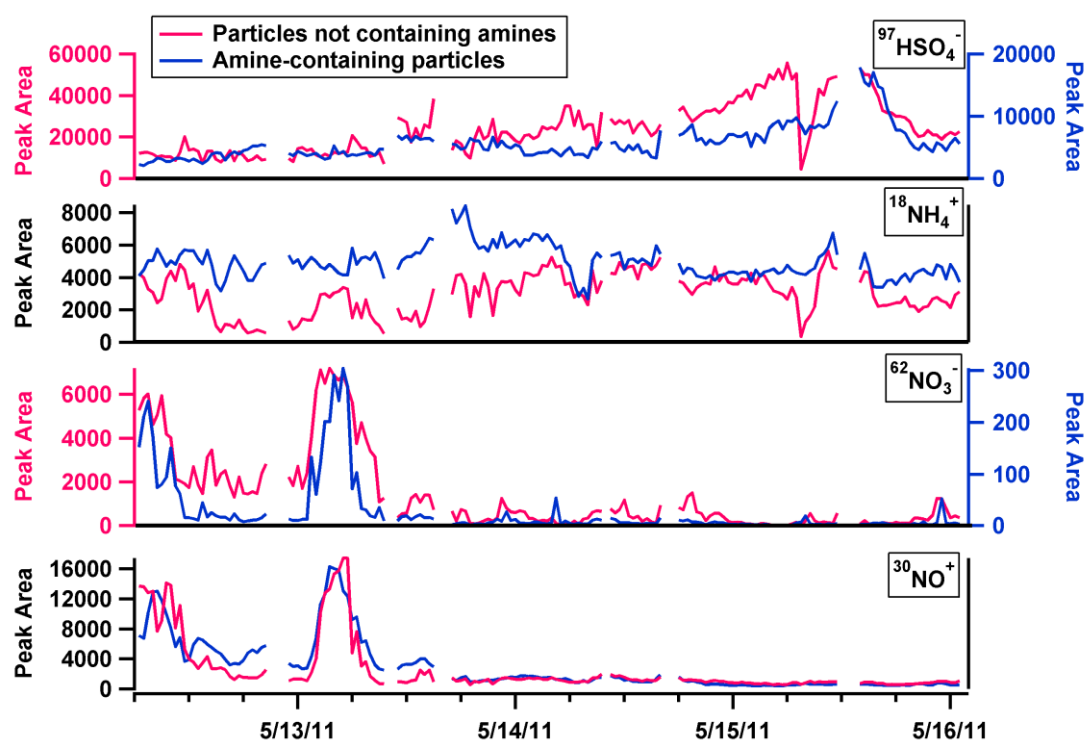 Particles not containing amines
Amine-containing particles
97HSO4-
60000
40000
20000
0
Peak Area
20000
10000
0
Peak Area
18NH4+
8000
6000
4000
2000
0
Peak Area
62NO3-
6000
4000
2000
0
Peak Area
300
200
100
0
Peak Area
30NO+
16000
12000
8000
4000
0
Peak Area
5/13/11 5/14/11 5/15/11 5/16/11